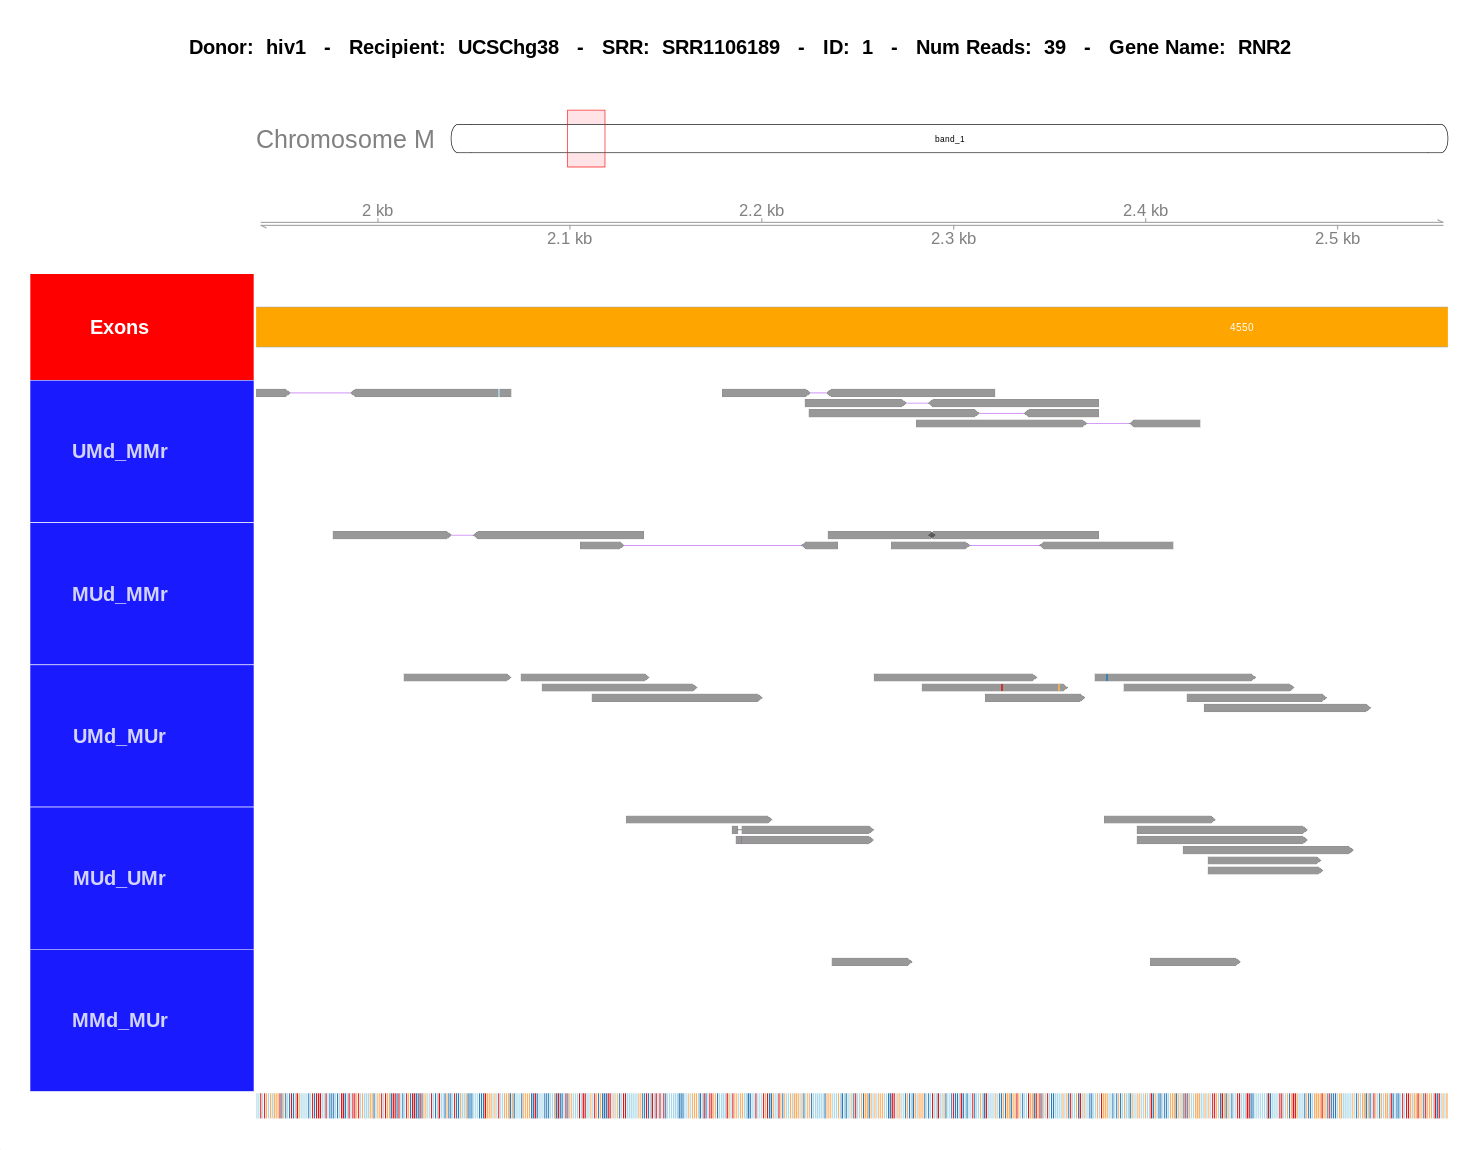 Donor: hiv1 - Recipient: UCSChg38 - SRR: SRR1106189 - ID: 1 - Num Reads: 39 - Gene Name: RNR2
Chromosome M
band_1
2 kb 2.2 kb 2.4 kb
2.1 kb 2.3 kb 2.5 kb
Exons
4550
UMd_MMr
MUd_MMr
UMd_MUr
MUd_UMr
MMd_MUr